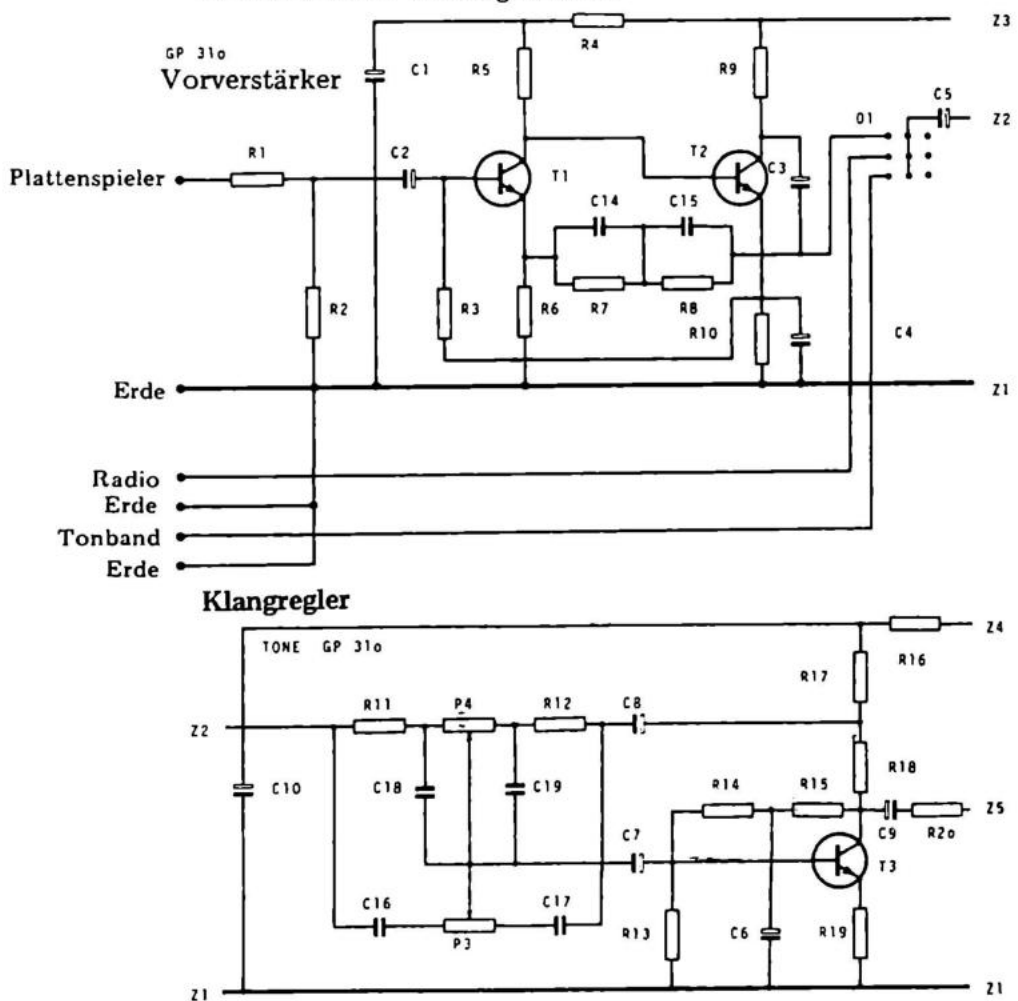 Z3
R4
GP 31o
Vorverstärker
C1
R5
R9
C5
O1
Z2
R1
C2
T2
Plattenspieler
T1
C3
C14
C15
R2
R3
R6
R7
R8
R10
C4
Erde
Z1
Radio
Erde
Tonband
Erde
Klangregler
TONE GP 31o
Z4
R16
R17
R11
P4
R12
C8
Z2
R18
C10
C18
C19
R14
R15
Z5
C7
C9
R2o
T3
C16
C17
P3
R13
C6
R19
Z1
Z1